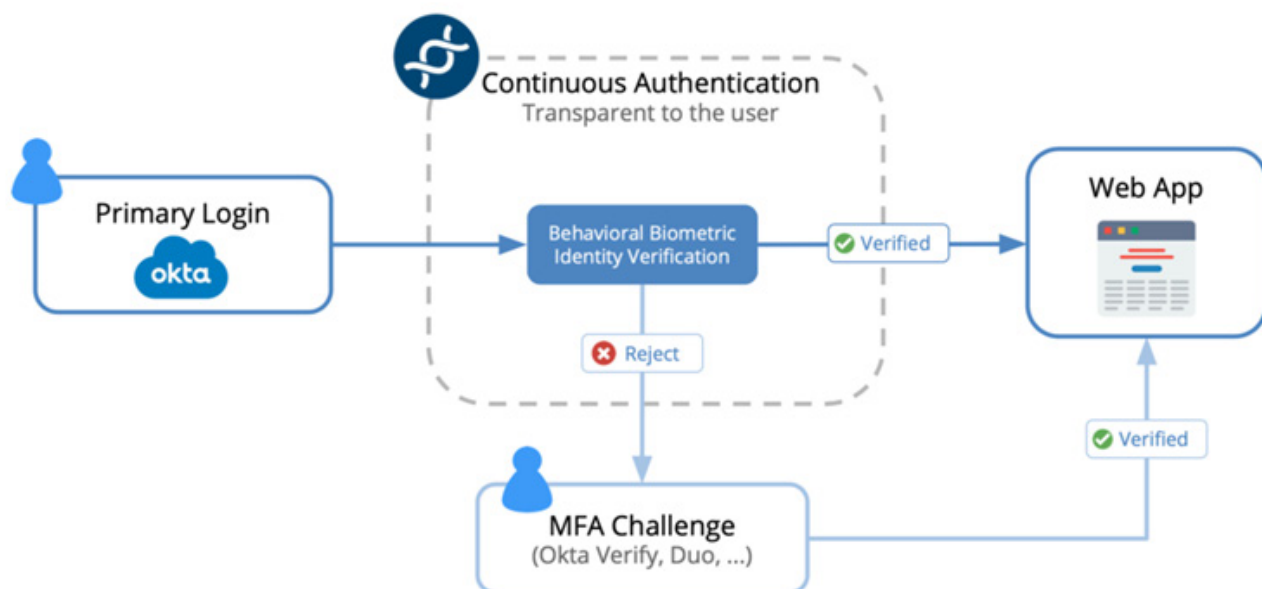 Continuous Authentication
Transparent to the user
Primary Login
okta
Behavioral Biometric
Identity Verification
Verified
Web App
Reject
Verified
MFA Challenge
(Okta Verify, Duo, ...)